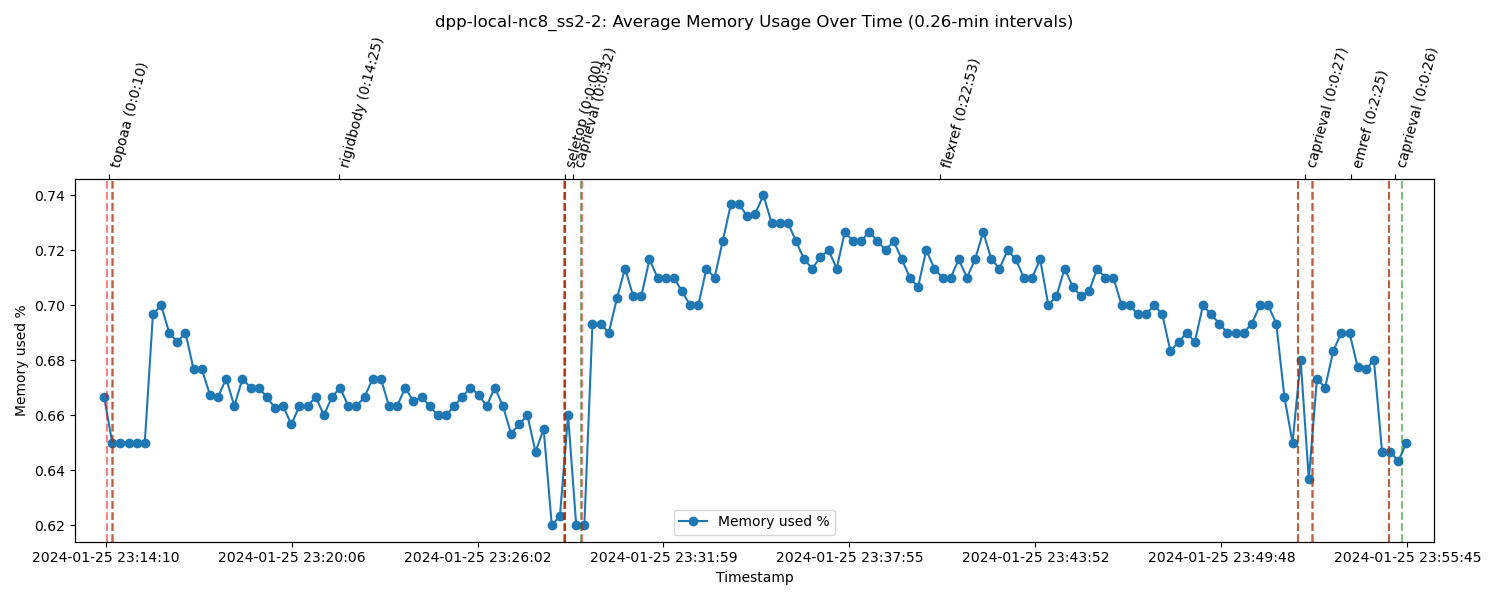 dpp-local-nc8_ss2-2: Average Memory Usage Over Time (0.26-min intervals)
topoaa (0:0:10)
rigidbody (0:14:25)
seletop (0:0:00)
caprieval (0:0:32)
flexref (0:22:53)
caprieval (0:0:27)
emref (0:2:25)
caprieval (0:0:26)
Memory used %
0.74
0.72
0.70
0.68
0.66
0.64
0.62
Memory used %
2024-01-25 23:14:10
2024-01-25 23:20:06
2024-01-25 23:26:02
2024-01-25 23:31:59
2024-01-25 23:37:55
2024-01-25 23:43:52
2024-01-25 23:49:48
2024-01-25 23:55:45
Timestamp